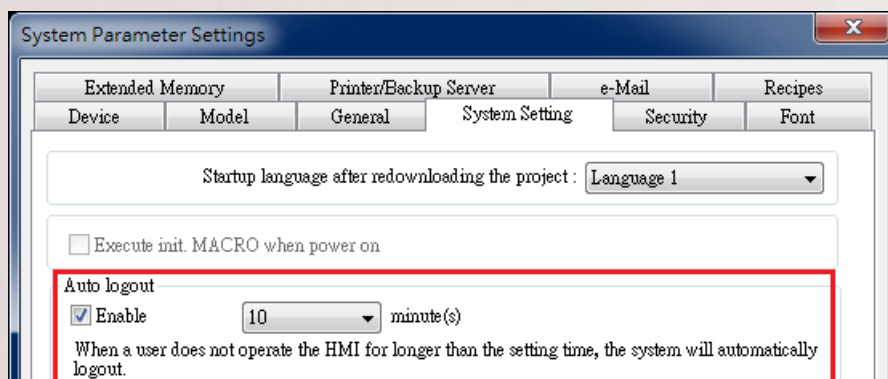 System Parameter Settings
Extended Memory Printer/Backup Server e-Mail Recipes
Device Model General System Setting Security Font
Startup language after redownloading the project : Language 1
Execute init. MACRO when power on
Auto logout
Enable 10 minute(s)
When a user does not operate the HMI for longer than the setting time, the system will automatically
logout.